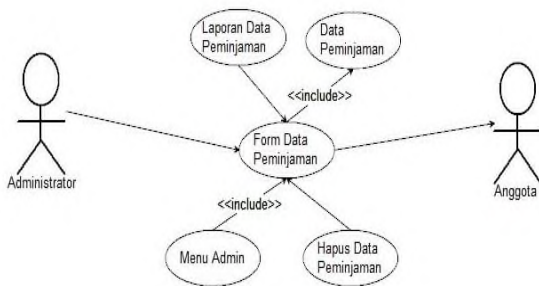 Laporan Data
Peminjaman
Data
Peminjaman
<<include>>
Form Data
Peminjaman
Administrator
Anggota
<<include>>
Menu Admin
Hapus Data
Peminjaman